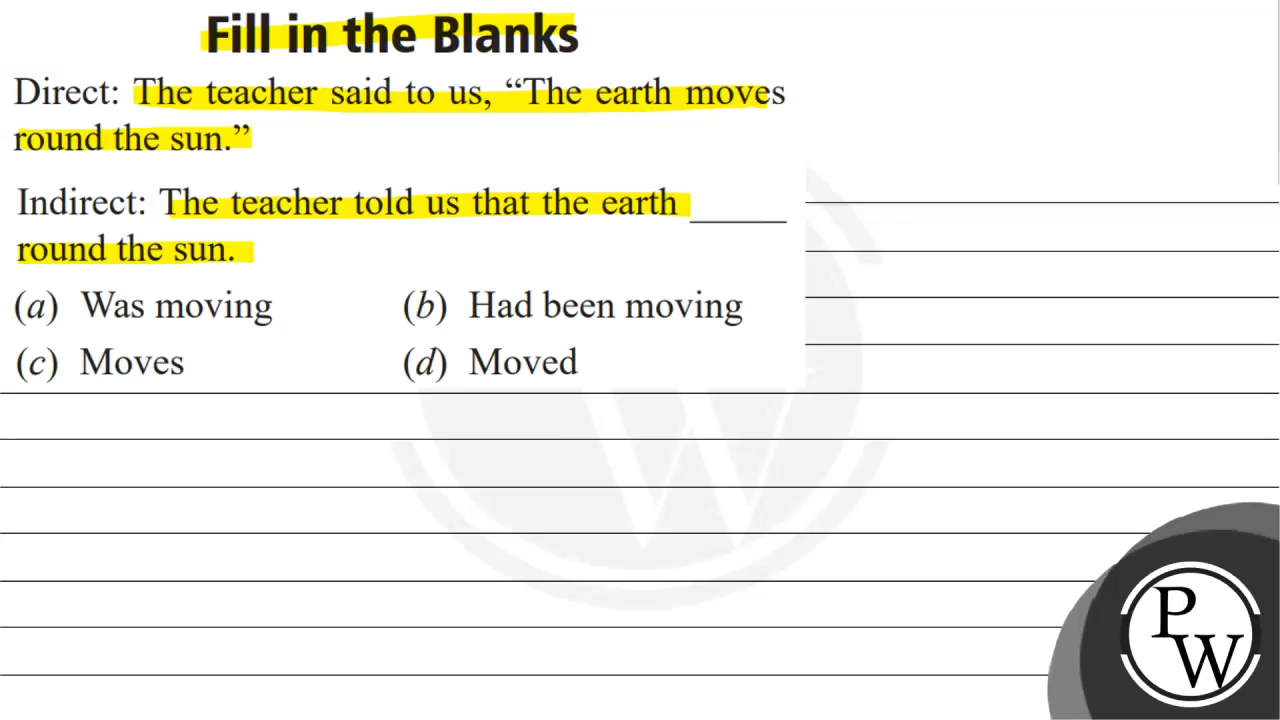 Fill in the Blanks
Direct: The teacher said to us, “The earth moves
round the sun.”
Indirect: The teacher told us that the earth ______
round the sun.
(a) Was moving (b) Had been moving
(c) Moves (d) Moved
P
W